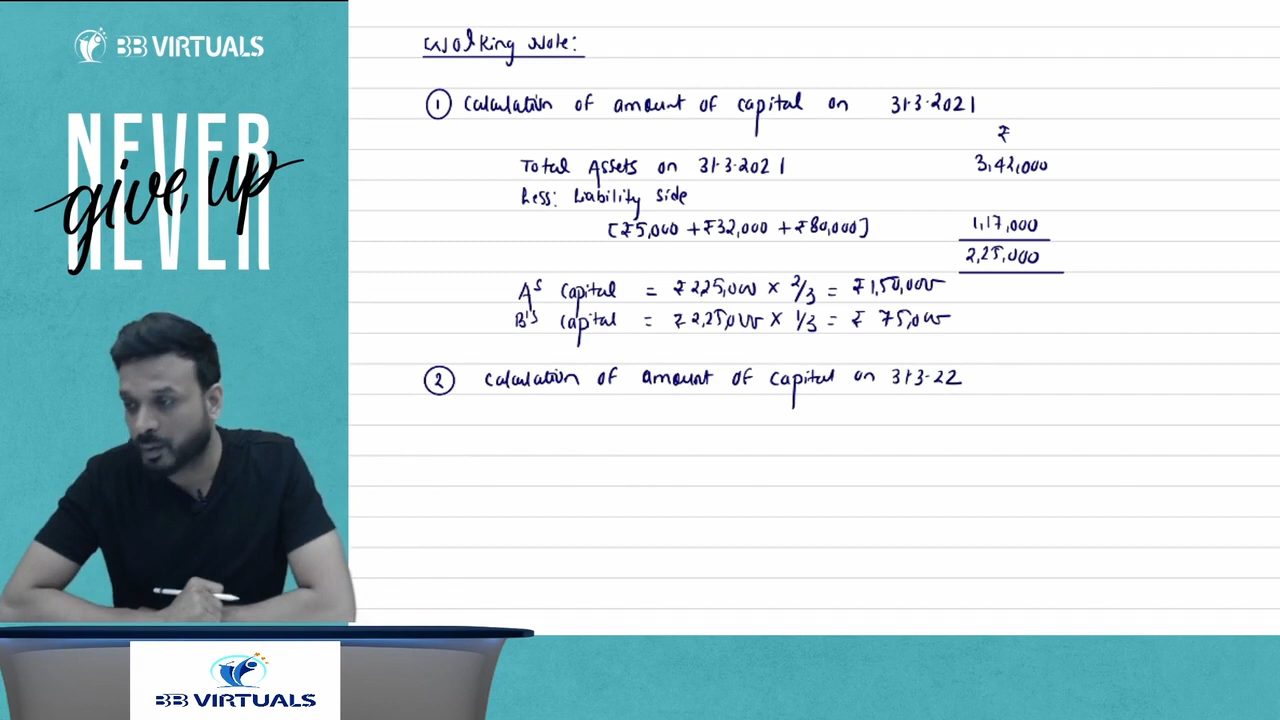 BB VIRTUALS
NEVER
give up
NEVER
Working Note:
① Calculation of amount of capital on 31·3·2021
₹
Total Assets on 31·3·2021 3,42,000
Less: Liability side
[₹5,000 + ₹32,000 + ₹80,000] 1,17,000
2,25,000
A's Capital = ₹225,000 × 2/3 = ₹1,50,000
B's Capital = ₹2,25,000 × 1/3 = ₹ 75,000
② Calculation of amount of capital on 31·3·22
BB VIRTUALS